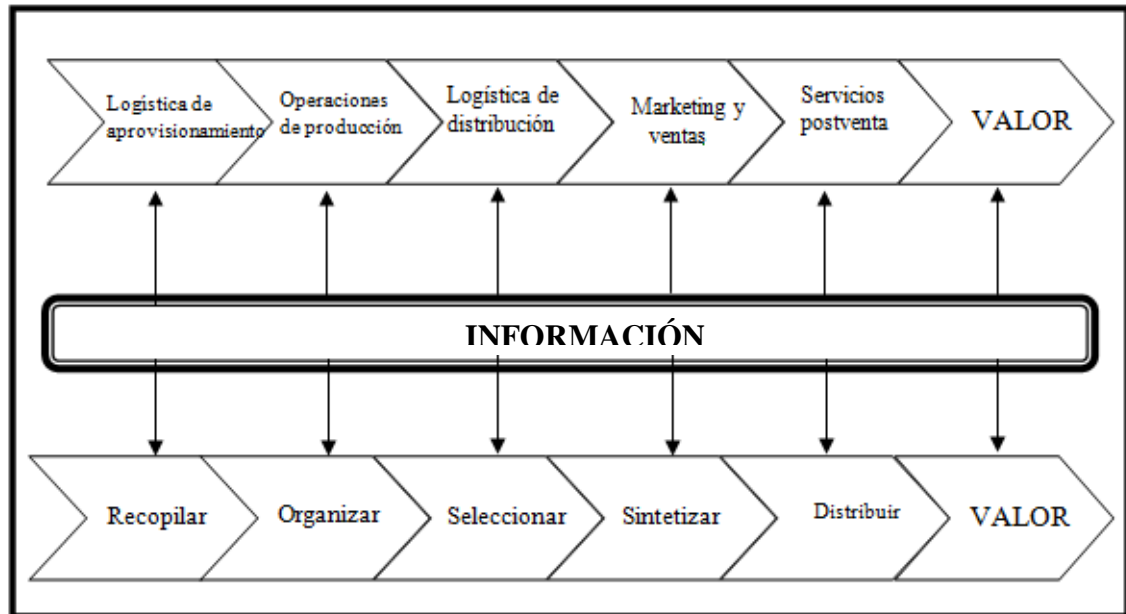 Logística de
aprovisionamiento
Operaciones
de producción
Logística de
distribución
Marketing y
ventas
Servicios
postventa
VALOR
INFORMACIÓN
Recopilar
Organizar
Seleccionar
Sintetizar
Distribuir
VALOR